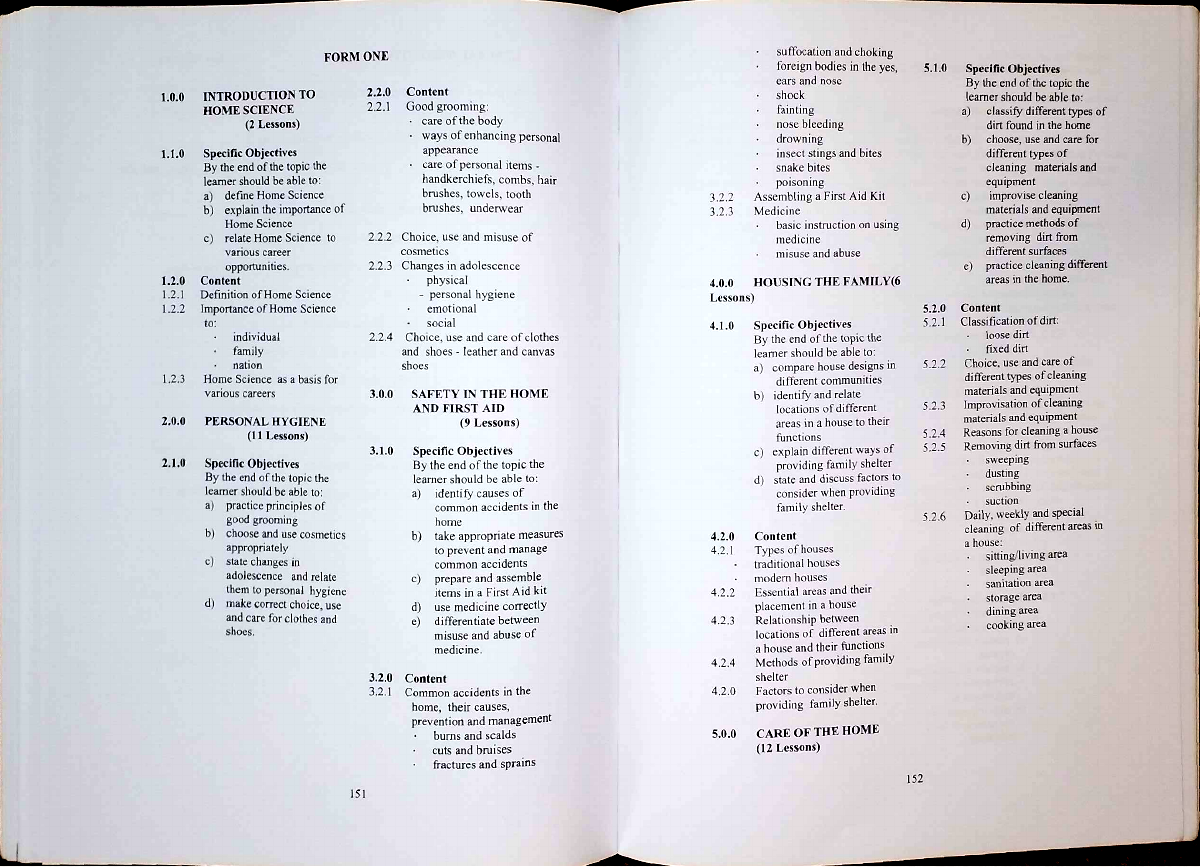 FORM ONE
1.0.0 INTRODUCTION TO
HOME SCIENCE
(2 Lessons)
1.1.0 Specific Objectives
By the end of the topic the
learner should be able to:
a) define Home Science
b) explain the importance of
Home Science
c) relate Home Science to
various career
opportunities.
1.2.0 Content
1.2.1 Definition of Home Science
1.2.2 Importance of Home Science
to:
· individual
· family
· nation
1.2.3 Home Science as a basis for
various careers
2.0.0 PERSONAL HYGIENE
(11 Lessons)
2.1.0 Specific Objectives
By the end of the topic the
learner should be able to:
a) practice principles of
good grooming
b) choose and use cosmetics
appropriately
c) state changes in
adolescence and relate
them to personal hygiene
d) make correct choice, use
and care for clothes and
shoes.
2.2.0 Content
2.2.1 Good grooming:
· care of the body
· ways of enhancing personal
appearance
· care of personal items -
handkerchiefs, combs, hair
brushes, towels, tooth
brushes, underwear
2.2.2 Choice, use and misuse of
cosmetics
2.2.3 Changes in adolescence
· physical
- personal hygiene
· emotional
· social
2.2.4 Choice, use and care of clothes
and shoes - leather and canvas
shoes
3.0.0 SAFETY IN THE HOME
AND FIRST AID
(9 Lessons)
3.1.0 Specific Objectives
By the end of the topic the
learner should be able to:
a) identify causes of
common accidents in the
home
b) take appropriate measures
to prevent and manage
common accidents
c) prepare and assemble
items in a First Aid kit
d) use medicine correctly
e) differentiate between
misuse and abuse of
medicine.
3.2.0 Content
3.2.1 Common accidents in the
home, their causes,
prevention and management
· burns and scalds
· cuts and bruises
· fractures and sprains
151
· suffocation and choking
· foreign bodies in the yes,
ears and nose
· shock
· fainting
· nose bleeding
· drowning
· insect stings and bites
· snake bites
· poisoning
3.2.2 Assembling a First Aid Kit
3.2.3 Medicine
· basic instruction on using
medicine
· misuse and abuse
4.0.0 HOUSING THE FAMILY(6
Lessons)
4.1.0 Specific Objectives
By the end of the topic the
learner should be able to:
a) compare house designs in
different communities
b) identify and relate
locations of different
areas in a house to their
functions
c) explain different ways of
providing family shelter
d) state and discuss factors to
consider when providing
family shelter.
4.2.0 Content
4.2.1 Types of houses
· traditional houses
· modern houses
4.2.2 Essential areas and their
placement in a house
4.2.3 Relationship between
locations of different areas in
a house and their functions
4.2.4 Methods of providing family
shelter
4.2.0 Factors to consider when
providing family shelter.
5.0.0 CARE OF THE HOME
(12 Lessons)
5.1.0 Specific Objectives
By the end of the topic the
learner should be able to:
a) classify different types of
dirt found in the home
b) choose, use and care for
different types of
cleaning materials and
equipment
c) improvise cleaning
materials and equipment
d) practice methods of
removing dirt from
different surfaces
e) practice cleaning different
areas in the home.
5.2.0 Content
5.2.1 Classification of dirt:
· loose dirt
· fixed dirt
5.2.2 Choice, use and care of
different types of cleaning
materials and equipment
5.2.3 Improvisation of cleaning
materials and equipment
5.2.4 Reasons for cleaning a house
5.2.5 Removing dirt from surfaces
· sweeping
· dusting
· scrubbing
· suction
5.2.6 Daily, weekly and special
cleaning of different areas in
a house:
· sitting/living area
· sleeping area
· sanitation area
· storage area
· dining area
· cooking area
152